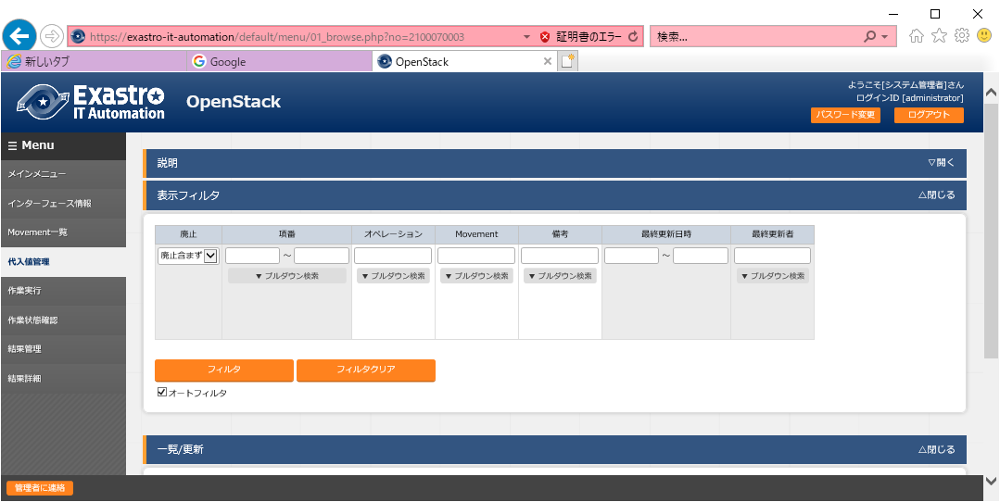 https://exastro-it-automation/default/menu/01_browse.php?no=2100070003
証明書のエラー
検索...
新しいタブ
Google
OpenStack
Exastro
IT Automation
OpenStack
ようこそ[システム管理者]さん
ログインID [administrator]
パスワード変更
ログアウト
☰ Menu
メインメニュー
インターフェース情報
Movement一覧
代入値管理
作業実行
作業状態確認
結果管理
結果詳細
説明
▽開く
表示フィルタ
△閉じる
廃止 項番 オペレーション Movement 備考 最終更新日時 最終更新者
廃止含まず ～ ～
▼ プルダウン検索 ▼ プルダウン検索 ▼ プルダウン検索 ▼ プルダウン検索 ▼ プルダウン検索
フィルタ
フィルタクリア
オートフィルタ
一覧/更新
△閉じる
管理者に連絡